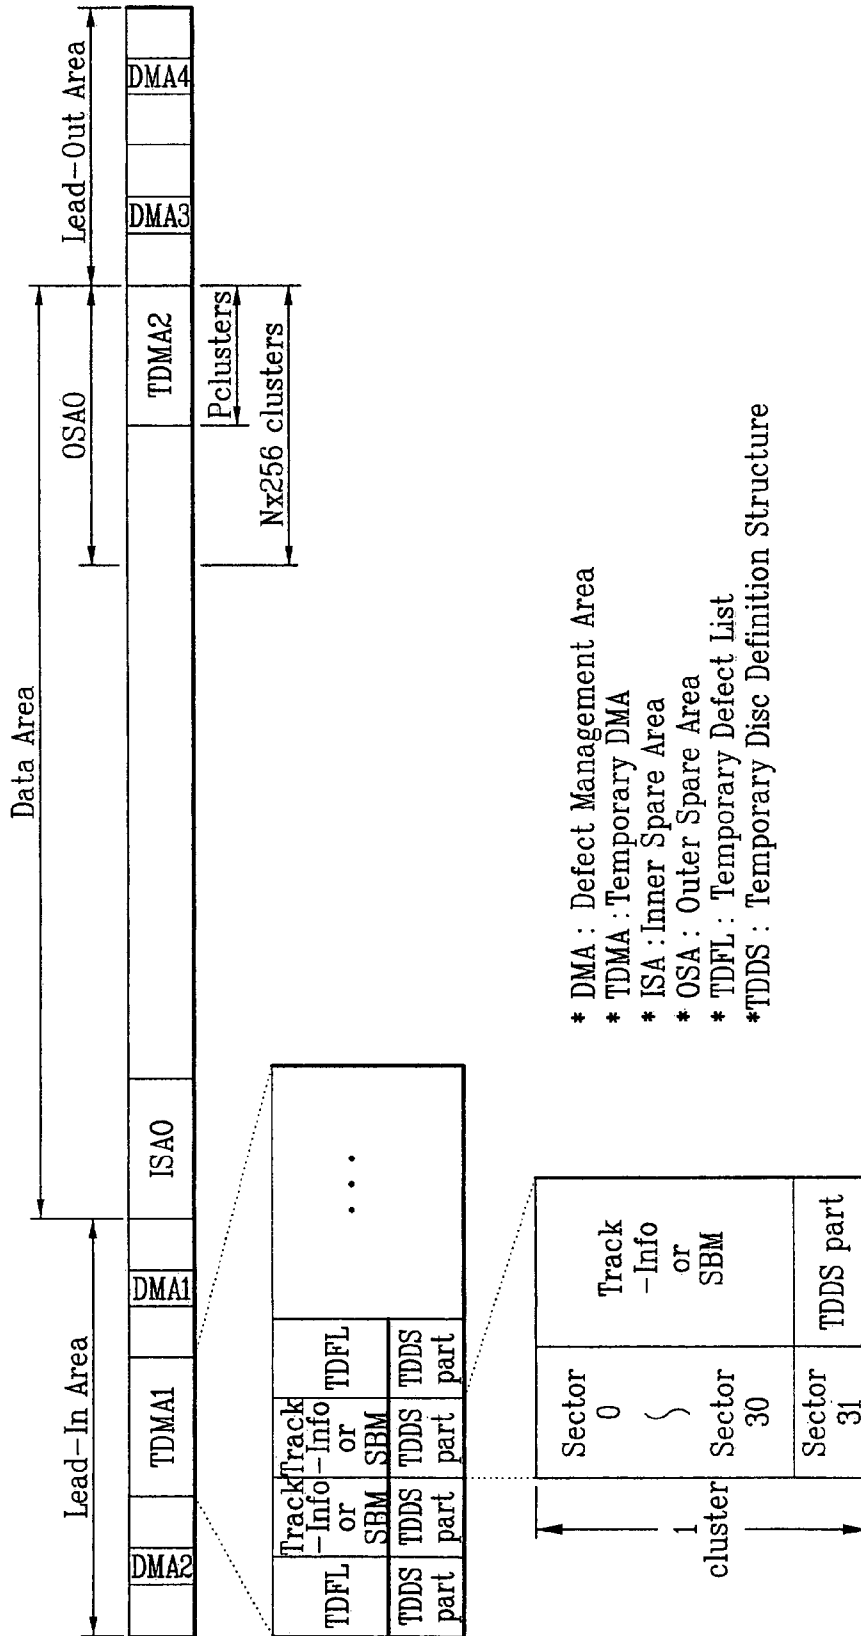 Data Area
Lead-In Area
OSA0
Lead-Out Area
DMA2
TDMA1
DMA1
ISA0
TDMA2
DMA3
DMA4
Pclusters
Nx256 clusters
TDFL
Track
-Info
or
SBM
Track
-Info
or
SBM
TDFL
...
TDDS
part
TDDS
part
TDDS
part
TDDS
part
1
cluster
Sector
0
~
Sector
30
Track
-Info
or
SBM
Sector
31
TDDS part
* DMA : Defect Management Area
* TDMA : Temporary DMA
* ISA : Inner Spare Area
* OSA : Outer Spare Area
* TDFL : Temporary Defect List
*TDDS : Temporary Disc Definition Structure